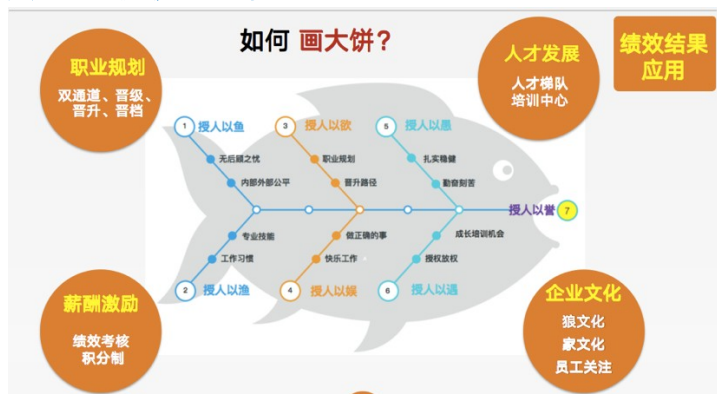 如何 画大饼?
绩效结果
应用
职业规划
双通道、晋级、
晋升、晋档
人才发展
人才梯队
培训中心
1 授人以鱼
无后顾之忧
内部外部公平
3 授人以欲
职业规划
晋升路径
5 授人以愚
扎实稳健
勤奋刻苦
授人以誉 7
专业技能
工作习惯
2 授人以渔
做正确的事
快乐工作
4 授人以娱
成长培训机会
授权放权
6 授人以遇
薪酬激励
绩效考核
积分制
企业文化
狼文化
家文化
员工关注